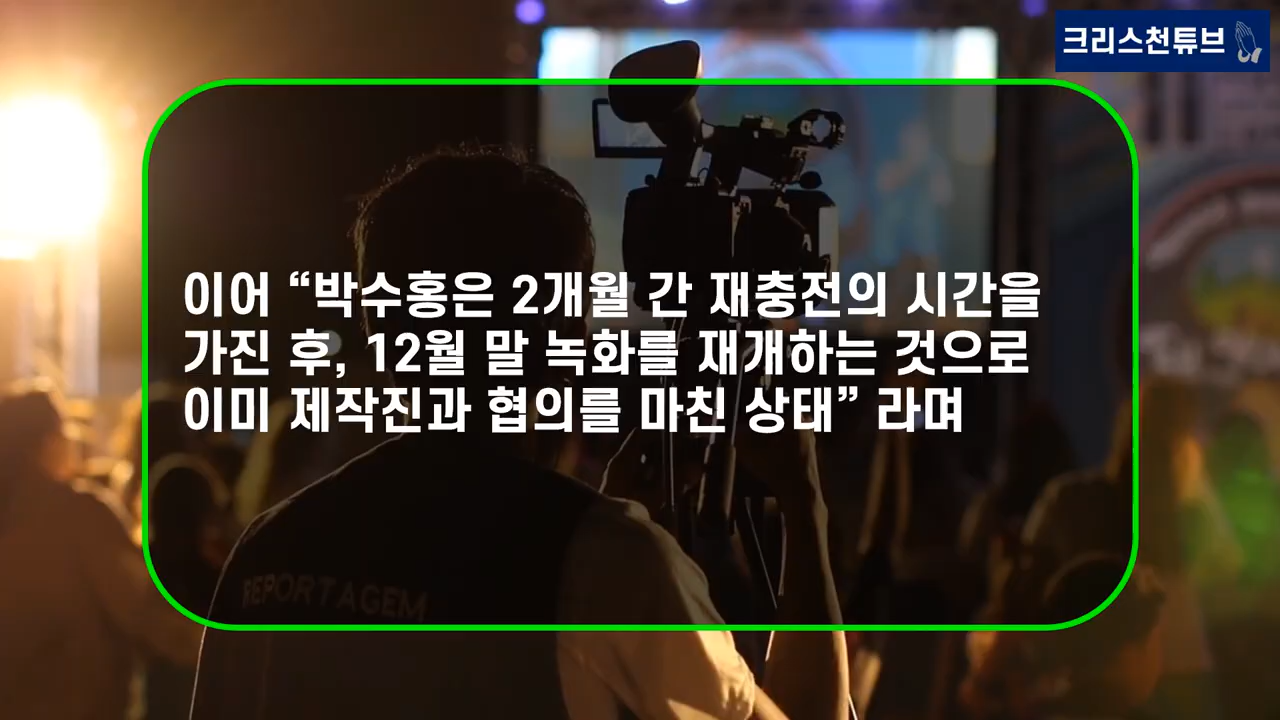 크리스천튜브
이어 “박수홍은 2개월 간 재충전의 시간을
가진 후, 12월 말 녹화를 재개하는 것으로
이미 제작진과 협의를 마친 상태” 라며
REPORTAGEM